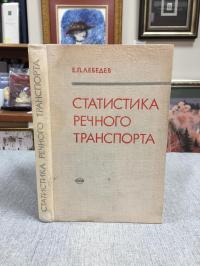 Е.П.ЛЕБЕДЕВ
СТАТИСТИКА
РЕЧНОГО
ТРАНСПОРТА
СТАТИСТИКА РЕЧНОГО ТРАНСПОРТА